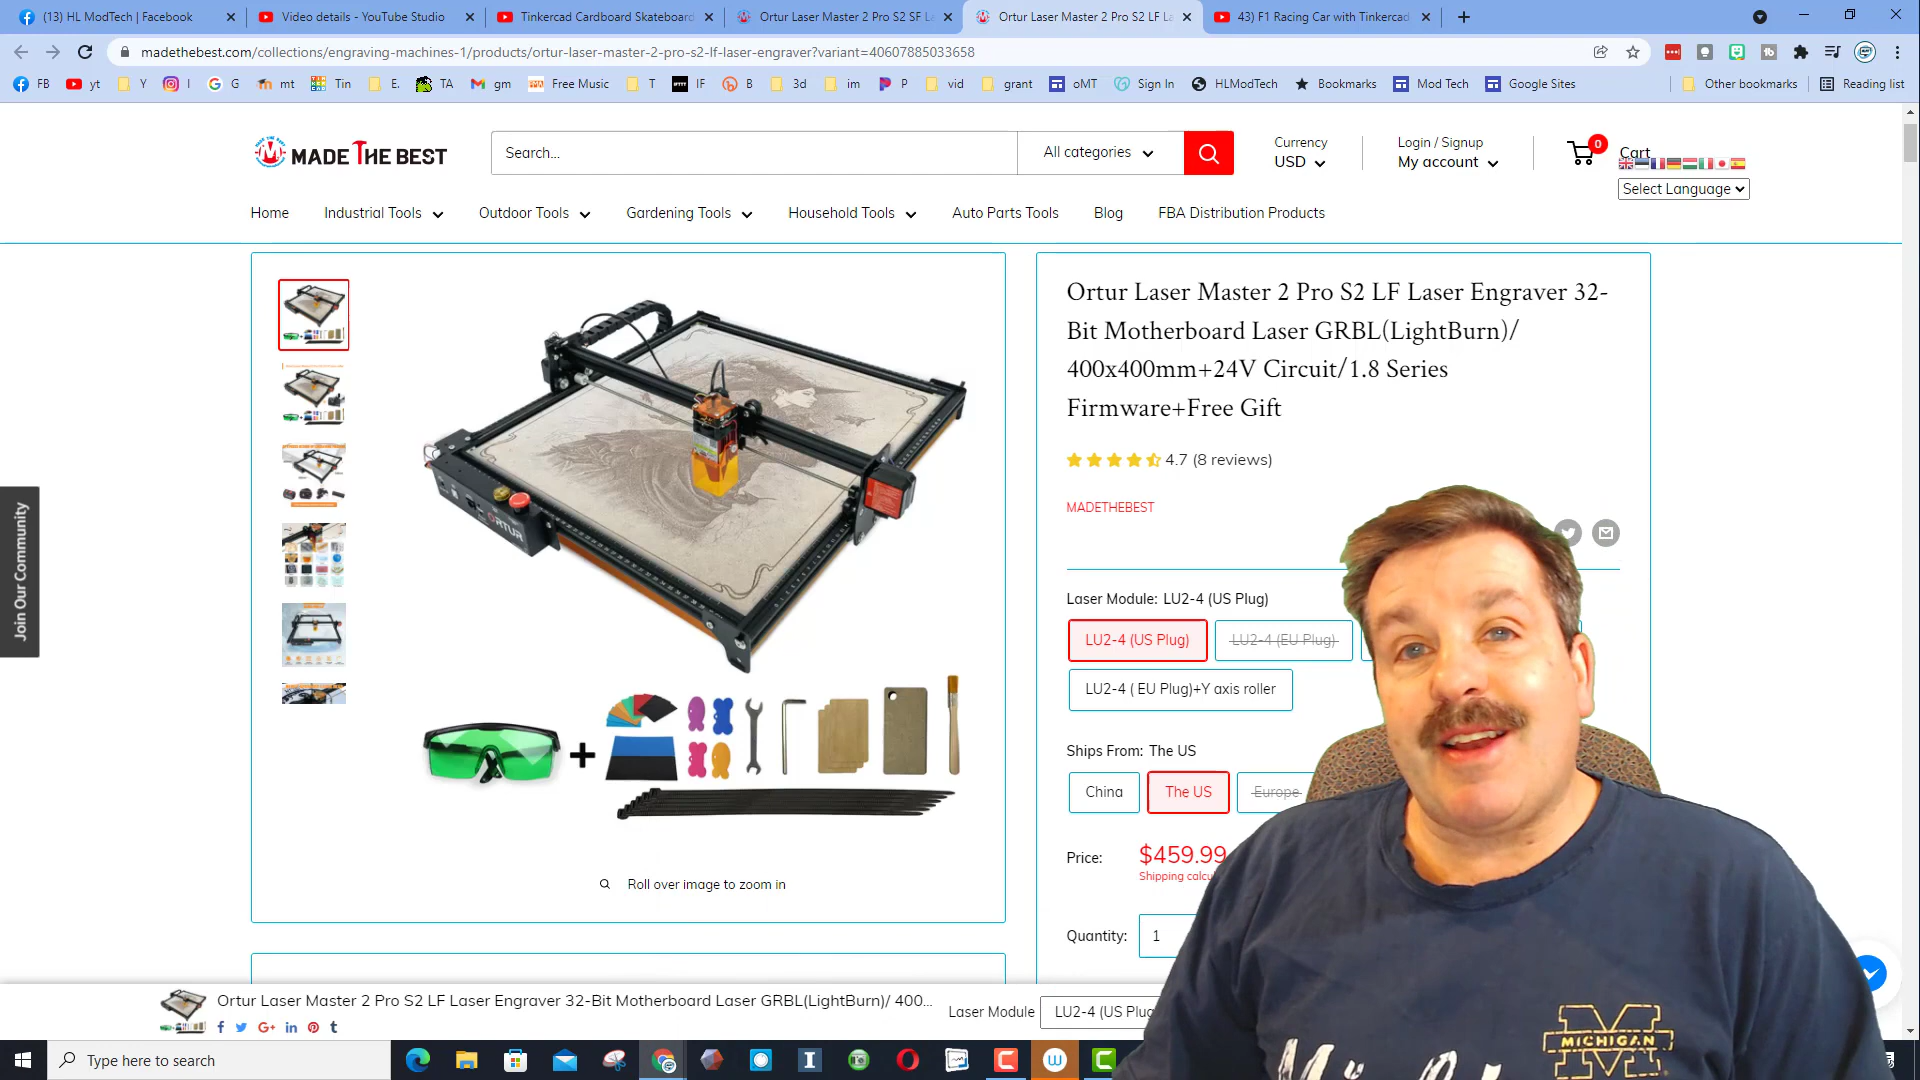 (13) HL ModTech | Facebook
Video details - YouTube Studio
Tinkercad Cardboard Skateboard
Ortur Laser Master 2 Pro S2 SF L
Ortur Laser Master 2 Pro S2 LF La
43) F1 Racing Car with Tinkercad
madethebest.com/collections/engraving-machines-1/products/ortur-laser-master-2-pro-s2-lf-laser-engraver?variant=40607885033658
FB yt Y I G mt Tin E. TA gm Free Music T IF B 3d im P vid grant oMT Sign In HLModTech Bookmarks Mod Tech Google Sites Other bookmarks Reading list
MADE THE BEST
Search...
All categories
Currency
USD
Login / Signup
My account
0
Cart
Select Language
Home Industrial Tools Outdoor Tools Gardening Tools Household Tools Auto Parts Tools Blog FBA Distribution Products
Join Our Community
ORTUR
Roll over image to zoom in
Ortur Laser Master 2 Pro S2 LF Laser Engraver 32-
Bit Motherboard Laser GRBL(LightBurn)/
400x400mm+24V Circuit/1.8 Series
Firmware+Free Gift
4.7 (8 reviews)
MADETHEBEST
Laser Module: LU2-4 (US Plug)
LU2-4 (US Plug)
LU2-4 (EU Plug)
LU2-4 ( EU Plug)+Y axis roller
Ships From: The US
China
The US
Europe
Price: $459.99
Shipping calcu
Quantity: 1
Ortur Laser Master 2 Pro S2 LF Laser Engraver 32-Bit Motherboard Laser GRBL(LightBurn)/ 400...
Laser Module
LU2-4 (US Plug
MICHIGAN
Type here to search